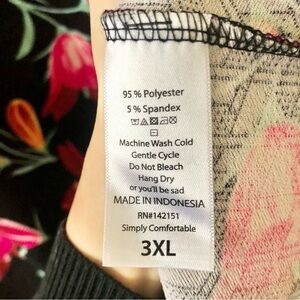 95 % Polyester
5 % Spandex
Machine Wash Cold
Gentle Cycle
Do Not Bleach
Hang Dry
or you'll be sad
MADE IN INDONESIA
RN#142151
Simply Comfortable
3XL